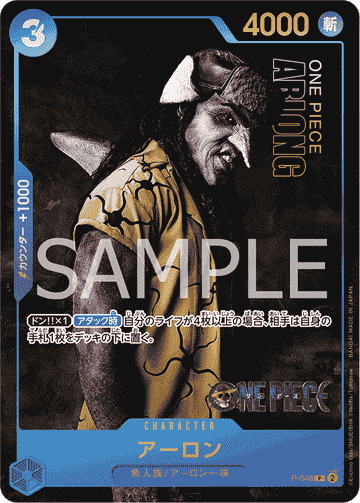 3
4000
斬
ONE PIECE
ARLONG
カウンター +1000
SAMPLE
ドン!!×1 アタック時 自分のライフが4枚以上の場合、相手は自身の
手札1枚をデッキの下に置く。
ONE PIECE
CHARACTER
アーロン
魚人族/アーロン一味
P-048 P 2